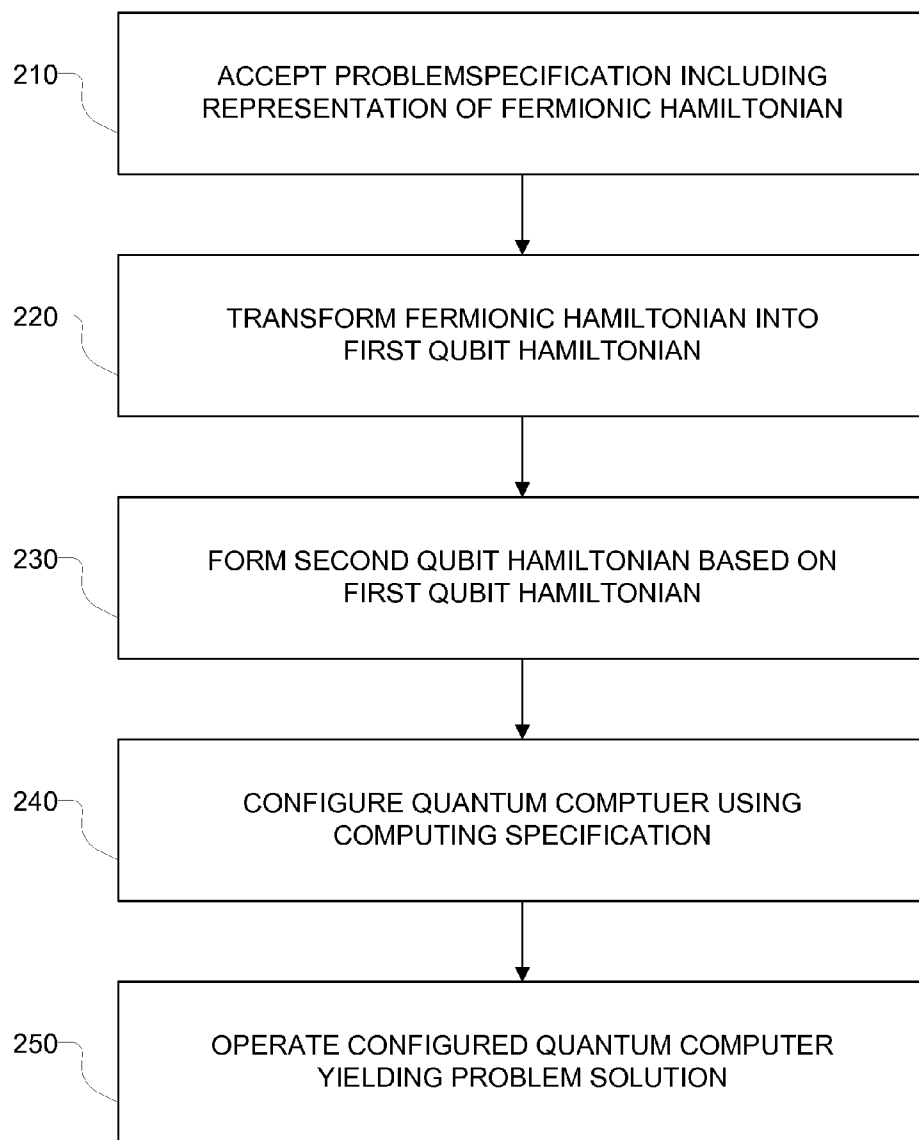 210
ACCEPT PROBLEMSPECIFICATION INCLUDING
REPRESENTATION OF FERMIONIC HAMILTONIAN
220
TRANSFORM FERMIONIC HAMILTONIAN INTO
FIRST QUBIT HAMILTONIAN
230
FORM SECOND QUBIT HAMILTONIAN BASED ON
FIRST QUBIT HAMILTONIAN
240
CONFIGURE QUANTUM COMPTUER USING
COMPUTING SPECIFICATION
250
OPERATE CONFIGURED QUANTUM COMPUTER
YIELDING PROBLEM SOLUTION